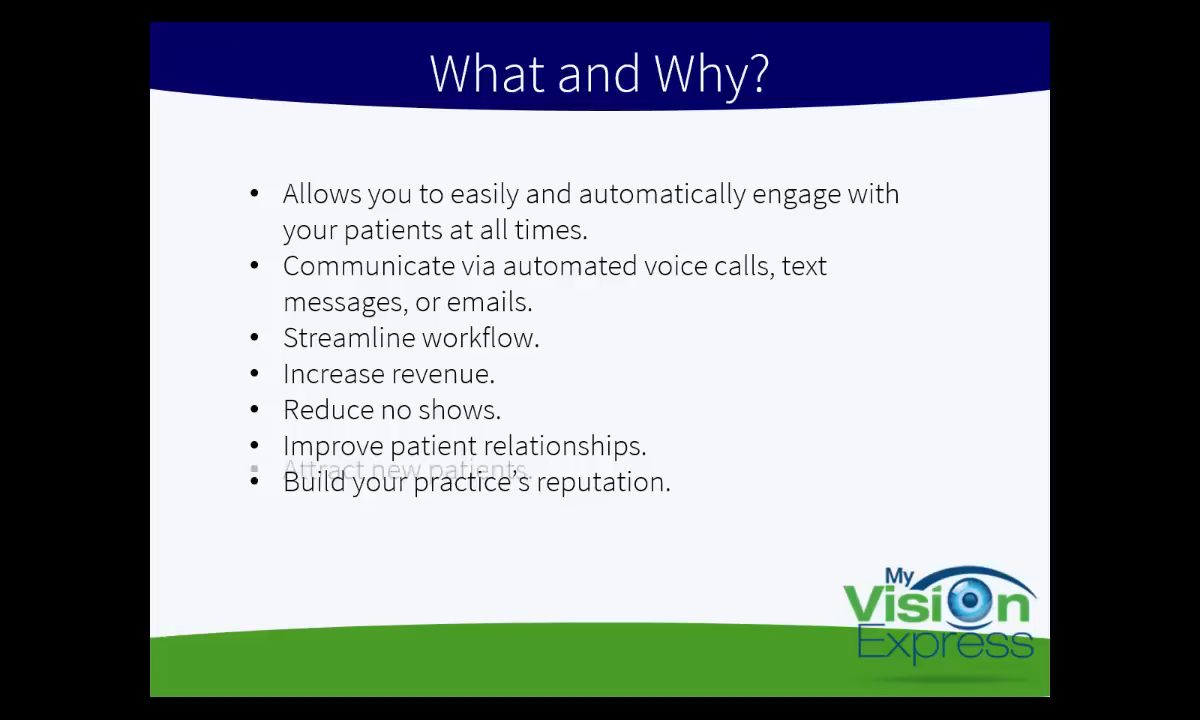 What and Why?
• Allows you to easily and automatically engage with
your patients at all times.
• Communicate via automated voice calls, text
messages, or emails.
• Streamline workflow.
• Increase revenue.
• Reduce no shows.
• Improve patient relationships.
• Attract new patients.
• Build your practice’s reputation.
My
Vision
Express